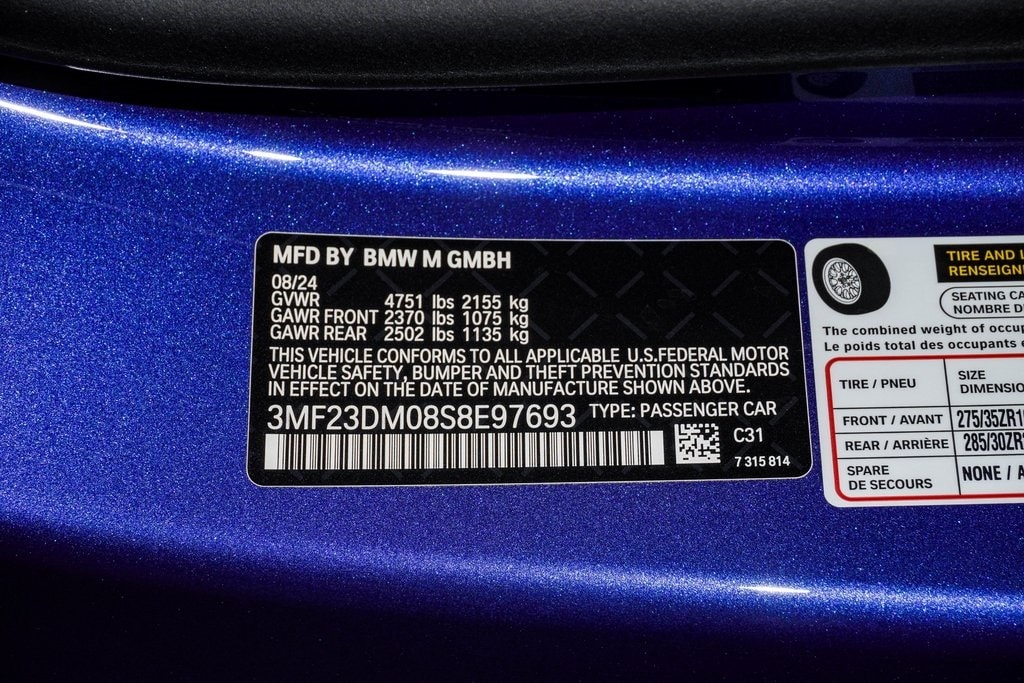 MFD BY BMW M GMBH
08/24
GVWR 4751 lbs 2155 kg
GAWR FRONT 2370 lbs 1075 kg
GAWR REAR 2502 lbs 1135 kg
THIS VEHICLE CONFORMS TO ALL APPLICABLE U.S.FEDERAL MOTOR
VEHICLE SAFETY, BUMPER AND THEFT PREVENTION STANDARDS
IN EFFECT ON THE DATE OF MANUFACTURE SHOWN ABOVE.
3MF23DM08S8E97693 TYPE: PASSENGER CAR
C31
7 315 814
TIRE AND
RENSEIGN
SEATING CA
NOMBRE D
The combined weight of occup
Le poids total des occupants
TIRE / PNEU SIZE
DIMENSIO
FRONT / AVANT 275/35ZR1
REAR / ARRIÈRE 285/30ZR
SPARE
DE SECOURS NONE /